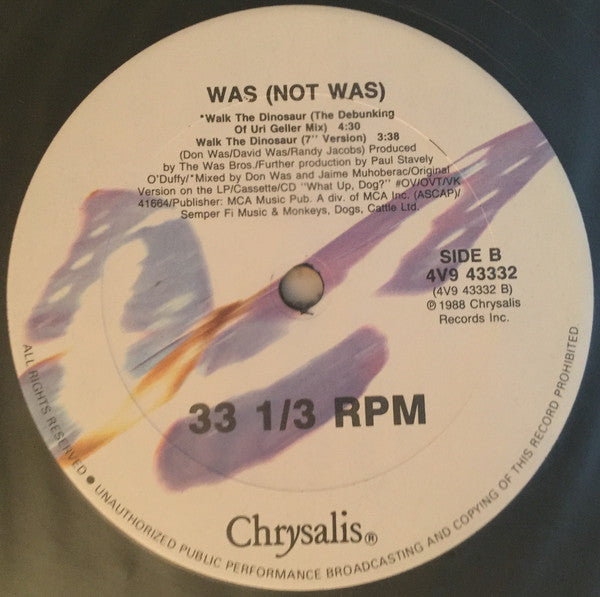 WAS (NOT WAS)
*Walk The Dinosaur (The Debunking
Of Uri Geller Mix) 4:30
Walk The Dinosaur (7" Version) 3:38
(Don Was/David Was/Randy Jacobs) Produced
by The Was Bros./Further production by Paul Stavely
O'Duffy/*Mixed by Don Was and Jaime Muhoberac/Original
Version on the LP/Cassette/CD "What Up, Dog?" #OV/OVT/VK
41664/Publisher: MCA Music Pub. A div. of MCA Inc. (ASCAP)/
Semper Fi Music & Monkeys, Dogs, Cattle Ltd.
SIDE B
4V9 43332
(4V9 43332 B)
℗ 1988 Chrysalis
Records Inc.
33 1/3 RPM
Chrysalis®
ALL RIGHTS RESERVED ● UNAUTHORIZED PUBLIC PERFORMANCE BROADCASTING AND COPYING OF THIS RECORD PROHIBITED.